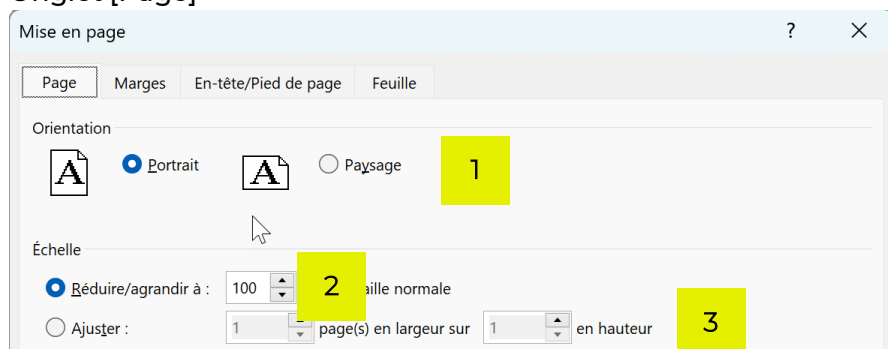 Mise en page ?
Page Marges En-tête/Pied de page Feuille
Orientation
A Portrait A Paysage 1
Échelle
Réduire/agrandir à : 100 2 normale
Ajuster : 1 page(s) en largeur sur 1 en hauteur 3